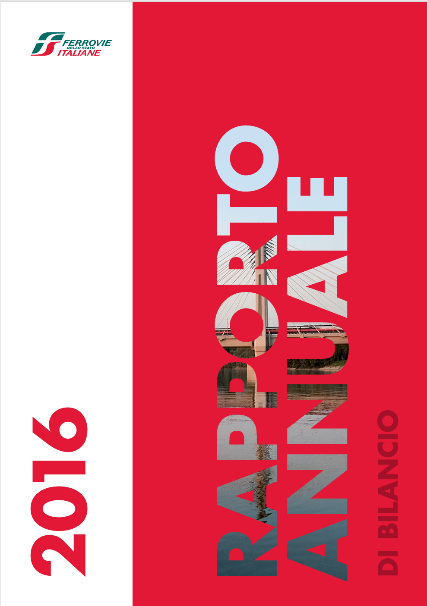 FERROVIE
DELLO STATO
ITALIANE
2016
RAPPORTO
ANNUALE
DI BILANCIO